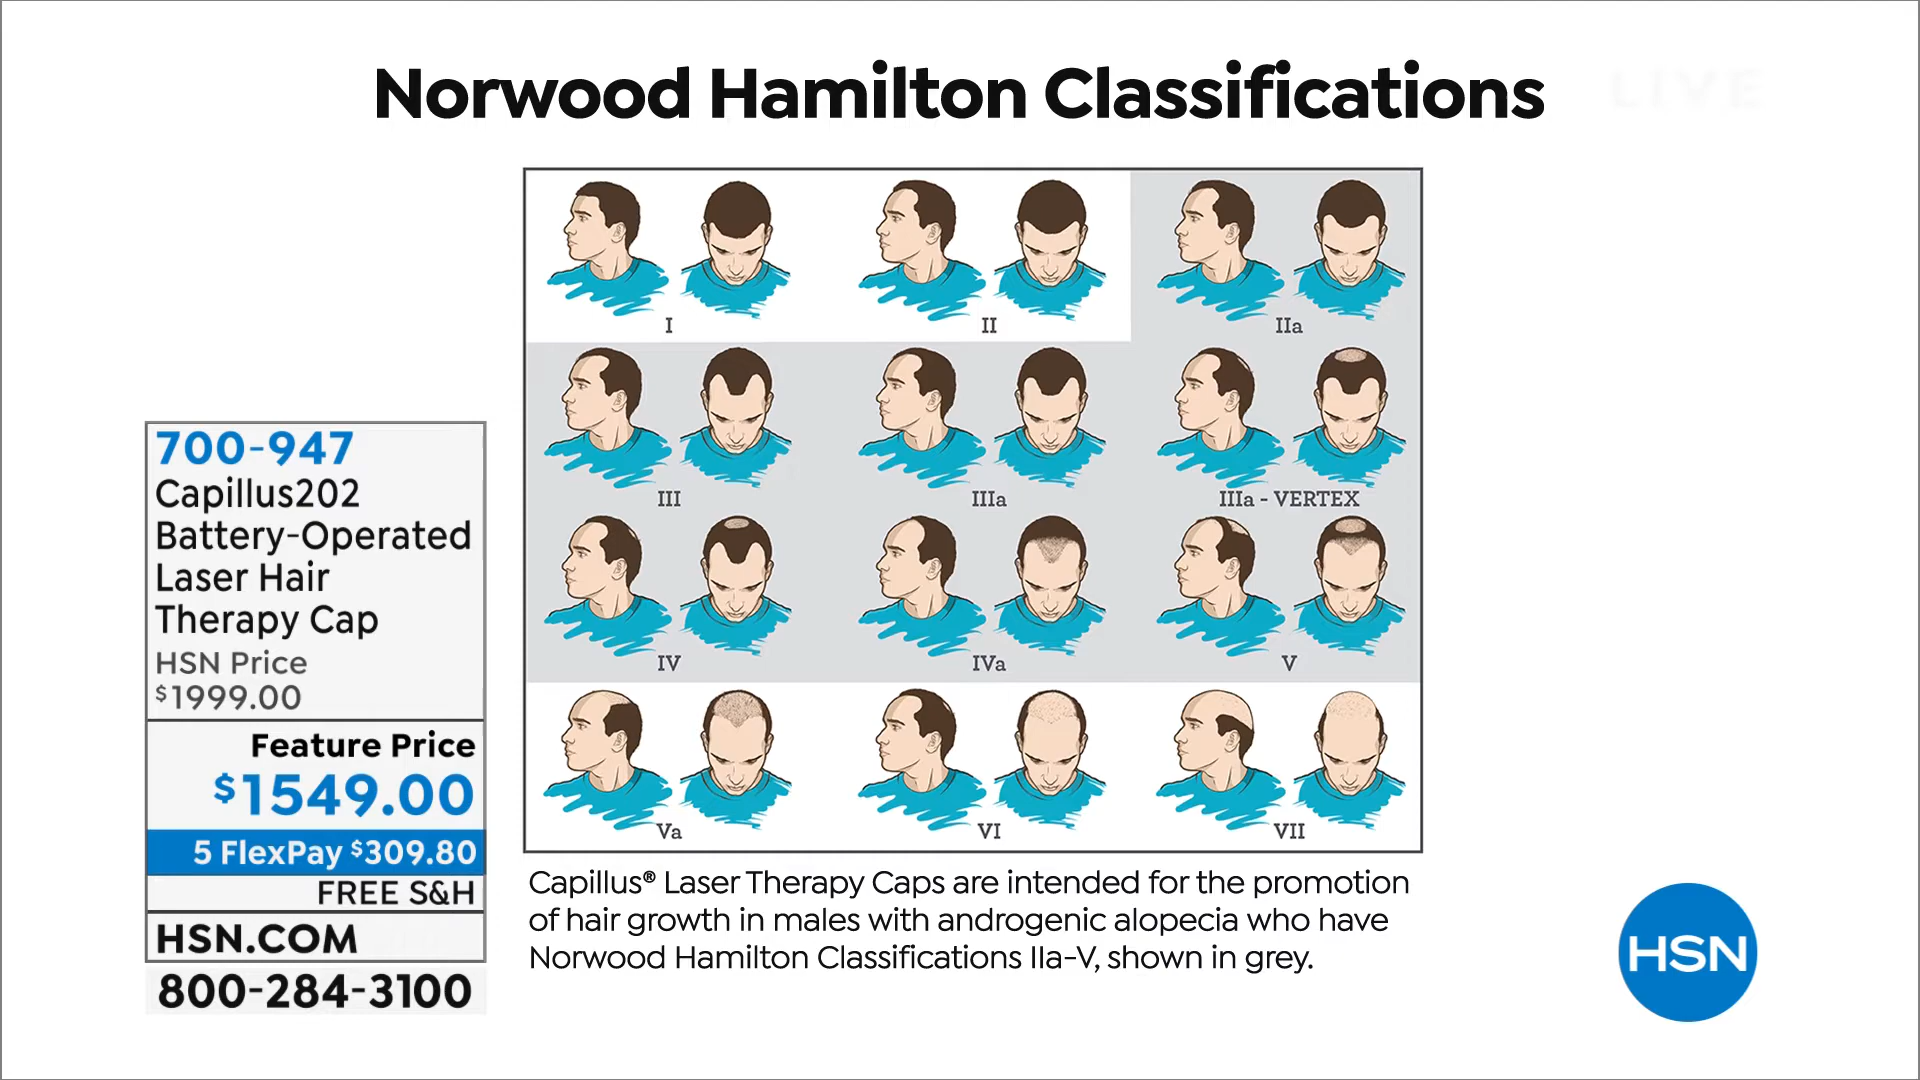 Norwood Hamilton Classifications
LIVE
I
II
IIa
III
IIIa
IIIa - VERTEX
IV
IVa
V
Va
VI
VII
700-947
Capillus202
Battery-Operated
Laser Hair
Therapy Cap
HSN Price
$1999.00
Feature Price
$1549.00
5 FlexPay $309.80
FREE S&H
HSN.COM
800-284-3100
Capillus® Laser Therapy Caps are intended for the promotion
of hair growth in males with androgenic alopecia who have
Norwood Hamilton Classifications IIa-V, shown in grey.
HSN